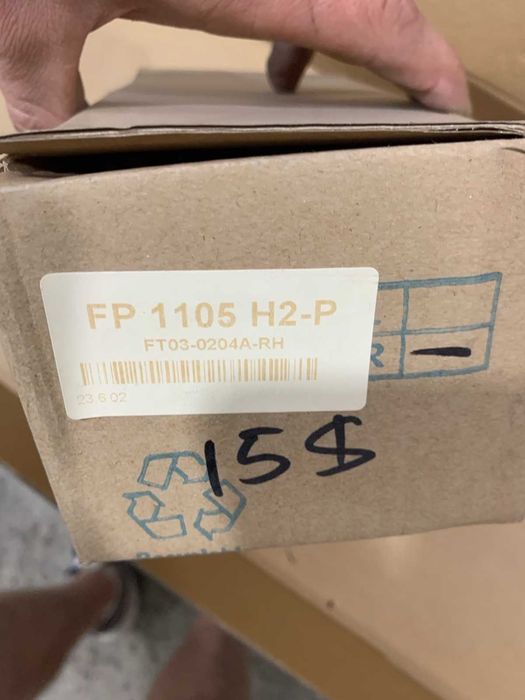 FP 1105 H2-P
FT03-0204A-RH
23 6 02
R —
15$